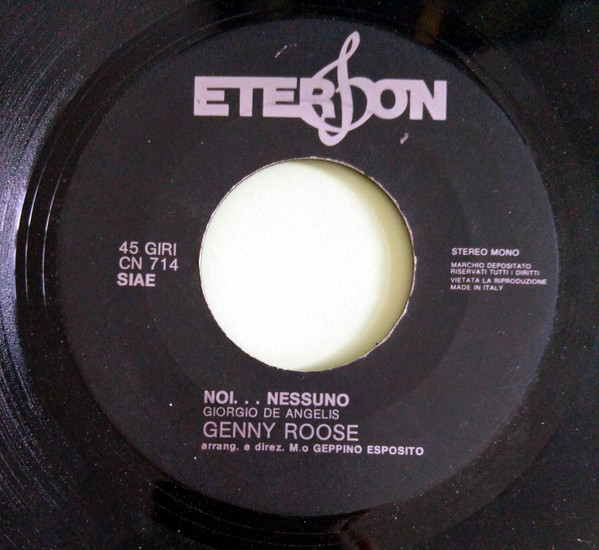 ETERDON
45 GIRI
CN 714
SIAE
STEREO MONO
MARCHIO DEPOSITATO
RISERVATI TUTTI I DIRITTI
VIETATA LA RIPRODUZIONE
MADE IN ITALY
NOI. . . NESSUNO
GIORGIO DE ANGELIS
GENNY ROOSE
arrang. e direz. M.o GEPPINO ESPOSITO